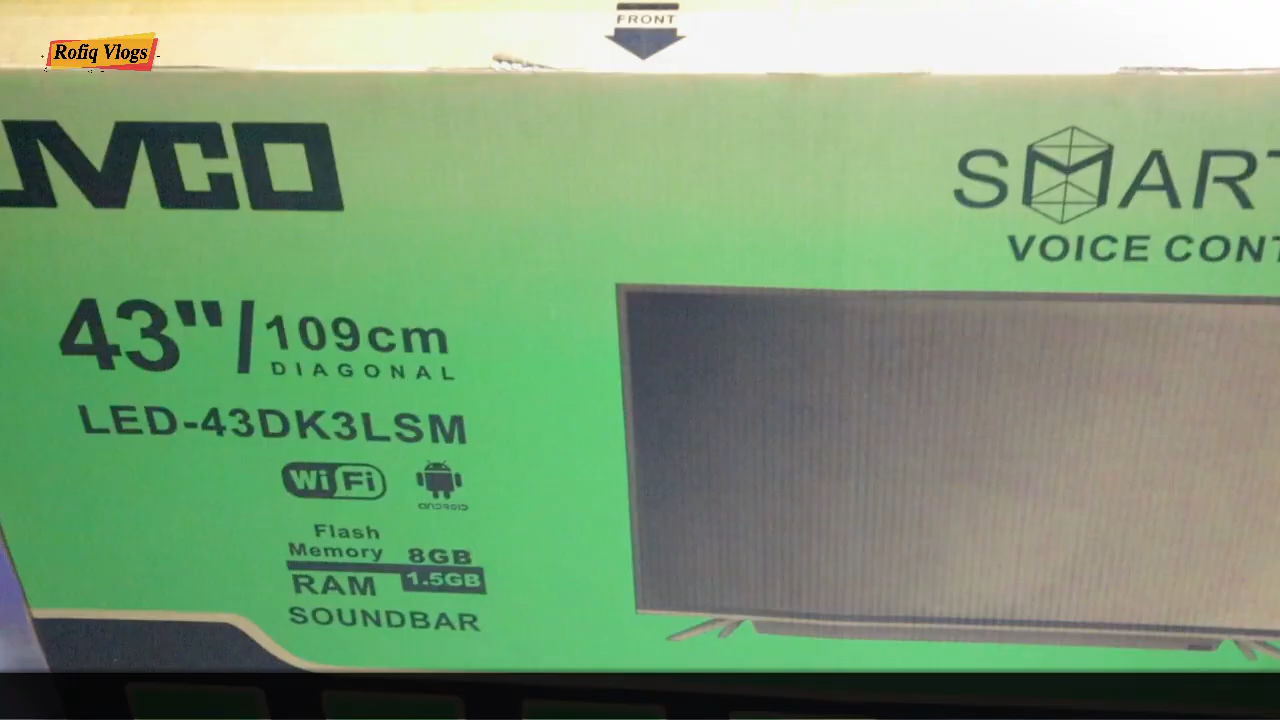 FRONT
Rofiq Vlogs
JVCO
SMART
VOICE CONT
43"/109cm
DIAGONAL
LED-43DK3LSM
WiFi
ANDROID
Flash
Memory 8GB
RAM 1.5GB
SOUNDBAR